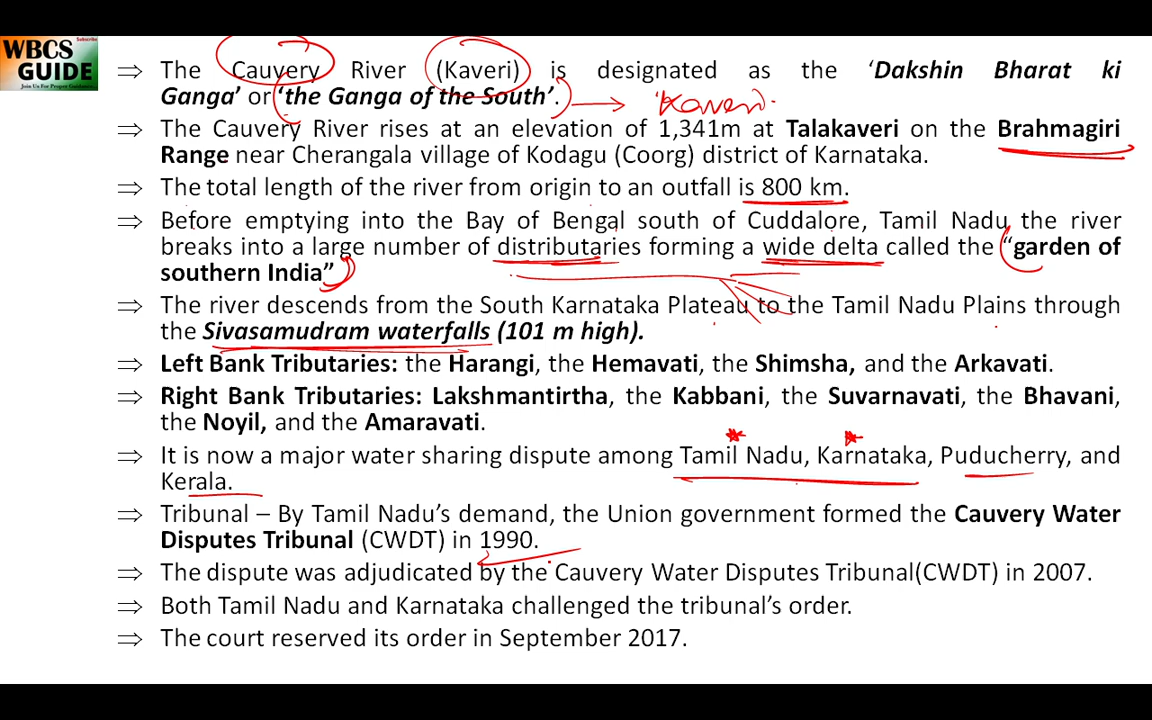 Subscribe
WBCS
GUIDE
Join Us For Proper Guidance
⇒ The Cauvery River (Kaveri) is designated as the ‘Dakshin Bharat ki
Ganga’ or ‘the Ganga of the South’. Kaveri
⇒ The Cauvery River rises at an elevation of 1,341m at Talakaveri on the Brahmagiri
Range near Cherangala village of Kodagu (Coorg) district of Karnataka.
⇒ The total length of the river from origin to an outfall is 800 km.
⇒ Before emptying into the Bay of Bengal south of Cuddalore, Tamil Nadu the river
breaks into a large number of distributaries forming a wide delta called the “garden of
southern India”
⇒ The river descends from the South Karnataka Plateau to the Tamil Nadu Plains through
the Sivasamudram waterfalls (101 m high).
⇒ Left Bank Tributaries: the Harangi, the Hemavati, the Shimsha, and the Arkavati.
⇒ Right Bank Tributaries: Lakshmantirtha, the Kabbani, the Suvarnavati, the Bhavani,
the Noyil, and the Amaravati.
⇒ It is now a major water sharing dispute among Tamil Nadu, Karnataka, Puducherry, and
Kerala.
⇒ Tribunal – By Tamil Nadu’s demand, the Union government formed the Cauvery Water
Disputes Tribunal (CWDT) in 1990.
⇒ The dispute was adjudicated by the Cauvery Water Disputes Tribunal(CWDT) in 2007.
⇒ Both Tamil Nadu and Karnataka challenged the tribunal’s order.
⇒ The court reserved its order in September 2017.